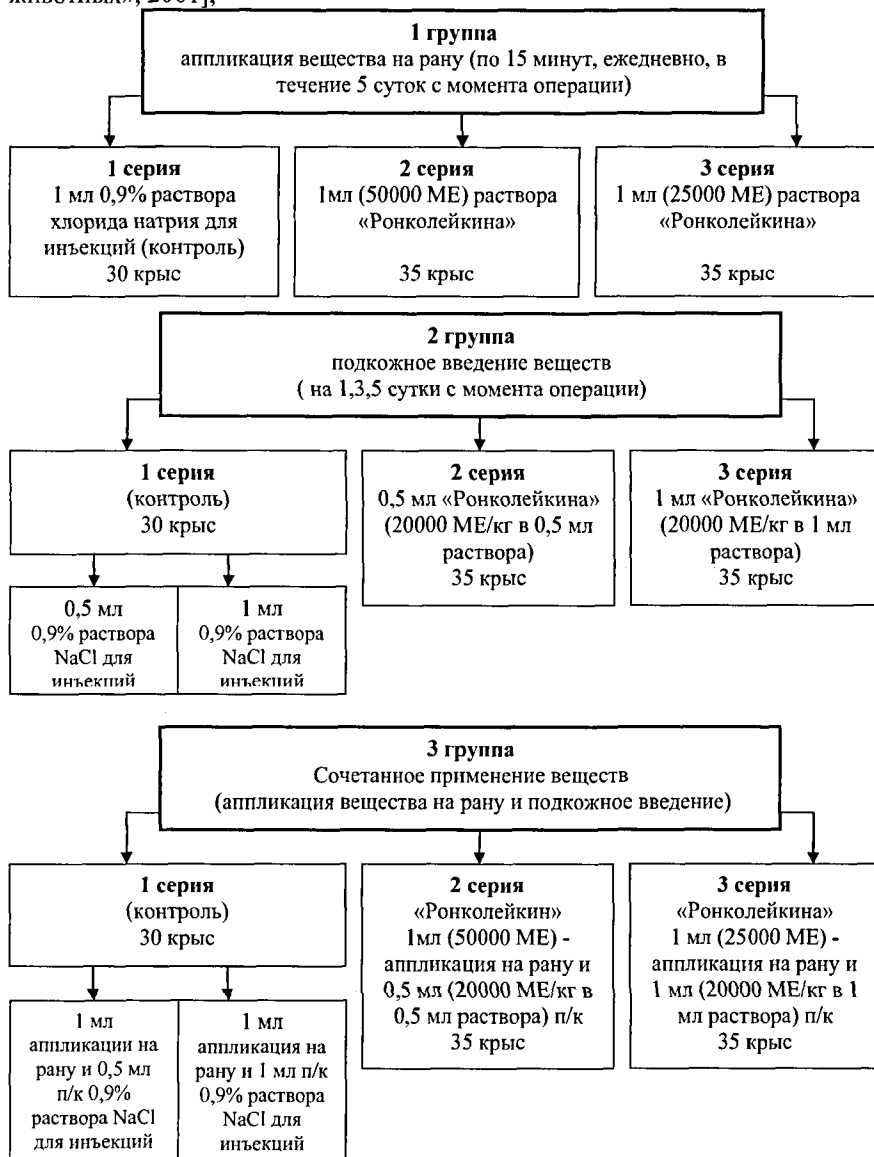 животных», 2001],
1 группа
аппликация вещества на рану (по 15 минут, ежедневно, в
течение 5 суток с момента операции)
1 серия
1 мл 0,9% раствора
хлорида натрия для
инъекций (контроль)
30 крыс
2 серия
1мл (50000 МЕ) раствора
«Ронколейкина»
35 крыс
3 серия
1 мл (25000 МЕ) раствора
«Ронколейкина»
35 крыс
2 группа
подкожное введение веществ
( на 1,3,5 сутки с момента операции)
1 серия
(контроль)
30 крыс
2 серия
0,5 мл «Ронколейкина»
(20000 МЕ/кг в 0,5 мл
раствора)
35 крыс
3 серия
1 мл «Ронколейкина»
(20000 МЕ/кг в 1 мл
раствора)
35 крыс
0,5 мл
0,9% раствора
NaCl для
инъекций
1 мл
0,9% раствора
NaCl для
инъекций
3 группа
Сочетанное применение веществ
(аппликация вещества на рану и подкожное введение)
1 серия
(контроль)
30 крыс
2 серия
«Ронколейкин»
1мл (50000 МЕ) -
аппликация на рану и
0,5 мл (20000 МЕ/кг в
0,5 мл раствора) п/к
35 крыс
3 серия
«Ронколейкина»
1 мл (25000 МЕ) -
аппликация на рану и
1 мл (20000 МЕ/кг в 1
мл раствора) п/к
35 крыс
1 мл
аппликации на
рану и 0,5 мл
п/к 0,9%
раствора NaCl
для инъекций
1 мл
аппликация на
рану и 1 мл п/к
0,9% раствора
NaCl для
инъекций